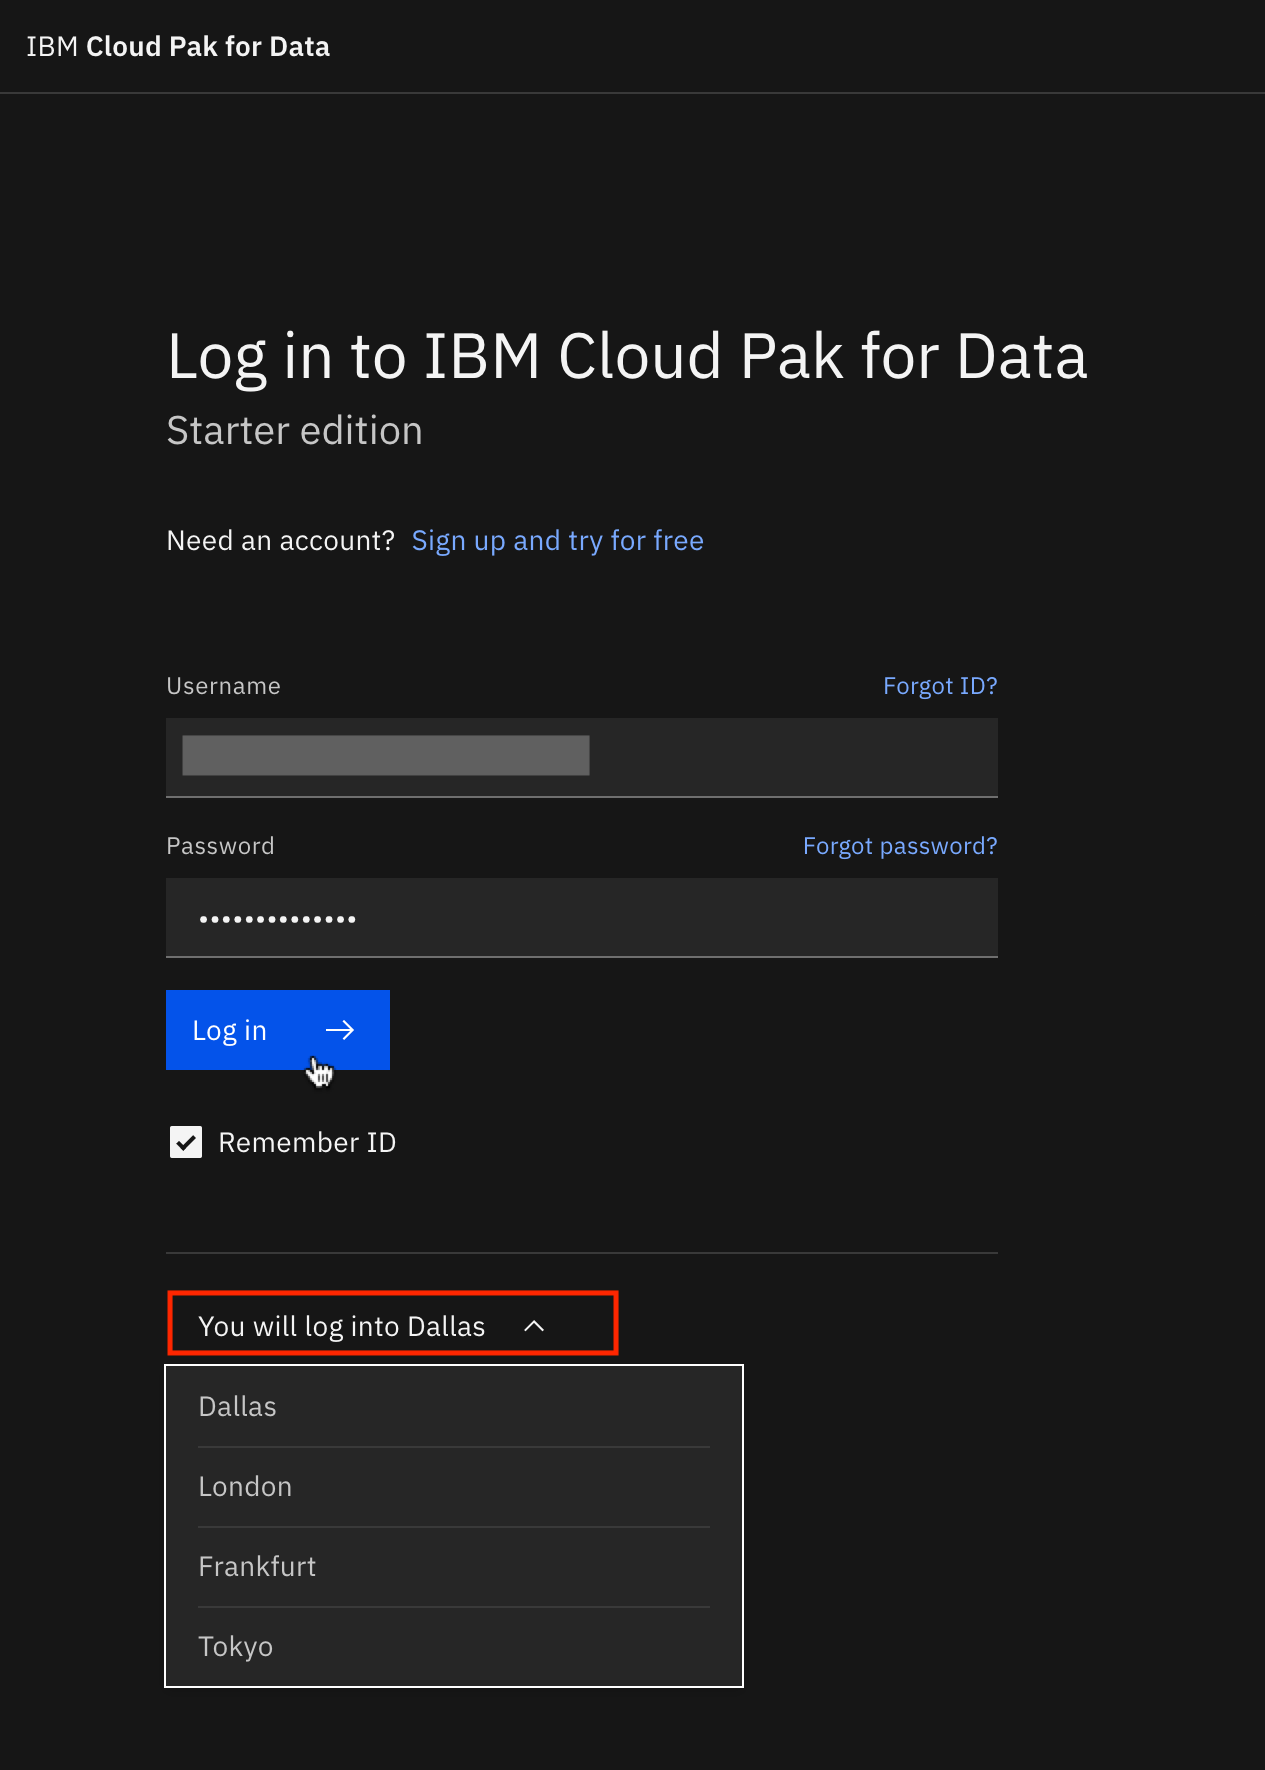 IBM Cloud Pak for Data
Log in to IBM Cloud Pak for Data
Starter edition
Need an account? Sign up and try for free
Username Forgot ID?
Password Forgot password?
••••••••••••••
Log in
Remember ID
You will log into Dallas
Dallas
London
Frankfurt
Tokyo